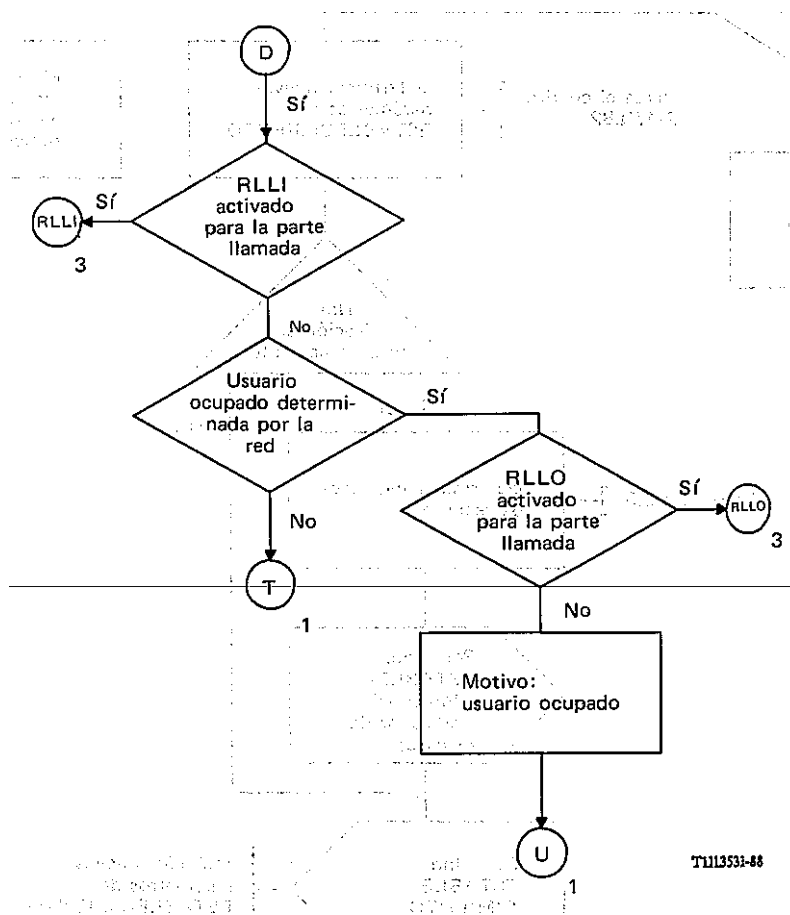 D
Sí
RLLI
activado
para la parte
llamada
Sí
RLLI
3
No
Usuario
ocupado determi-
nada por la
red
Sí
No
T
1
RLLO
activado
para la parte
llamada
Sí
RLLO
3
No
Motivo:
usuario ocupado
U
1
T1113531-88